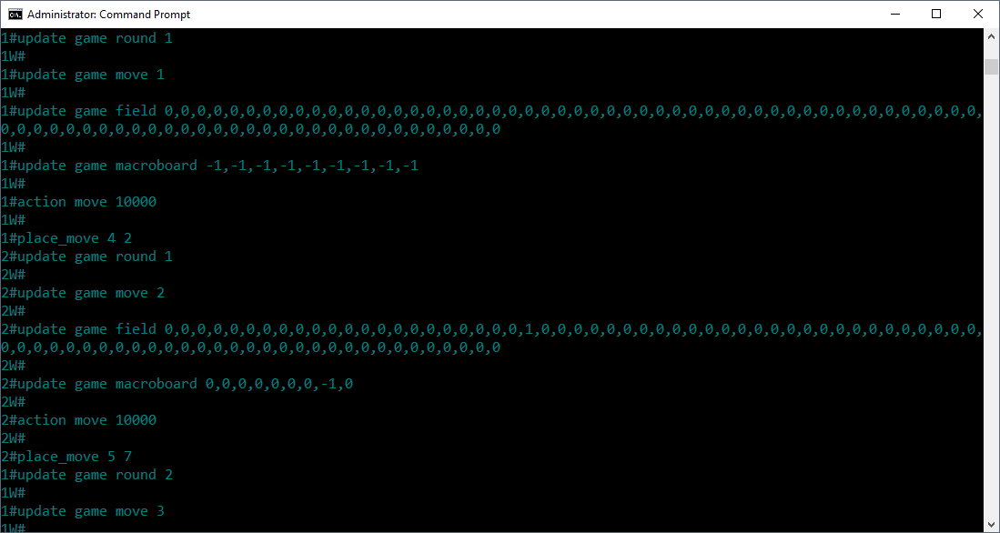 Administrator: Command Prompt
1#update game round 1
1W#
1#update game move 1
1W#
1#update game field 0,0,0,0,0,0,0,0,0,0,0,0,0,0,0,0,0,0,0,0,0,0,0,0,0,0,0,0,0,0,0,0,0,0,0,0,0,0,0,0,0,0,0,0,0,0,0,0,0,0,
0,0,0,0,0,0,0,0,0,0,0,0,0,0,0,0,0,0,0,0,0,0,0,0,0,0,0,0,0,0,0
1W#
1#update game macroboard -1,-1,-1,-1,-1,-1,-1,-1,-1
1W#
1#action move 10000
1W#
1#place_move 4 2
2#update game round 1
2W#
2#update game move 2
2W#
2#update game field 0,0,0,0,0,0,0,0,0,0,0,0,0,0,0,0,0,0,0,0,0,0,1,0,0,0,0,0,0,0,0,0,0,0,0,0,0,0,0,0,0,0,0,0,0,0,0,0,0,0,
0,0,0,0,0,0,0,0,0,0,0,0,0,0,0,0,0,0,0,0,0,0,0,0,0,0,0,0,0,0,0
2W#
2#update game macroboard 0,0,0,0,0,0,0,-1,0
2W#
2#action move 10000
2W#
2#place_move 5 7
1#update game round 2
1W#
1#update game move 3
1W#